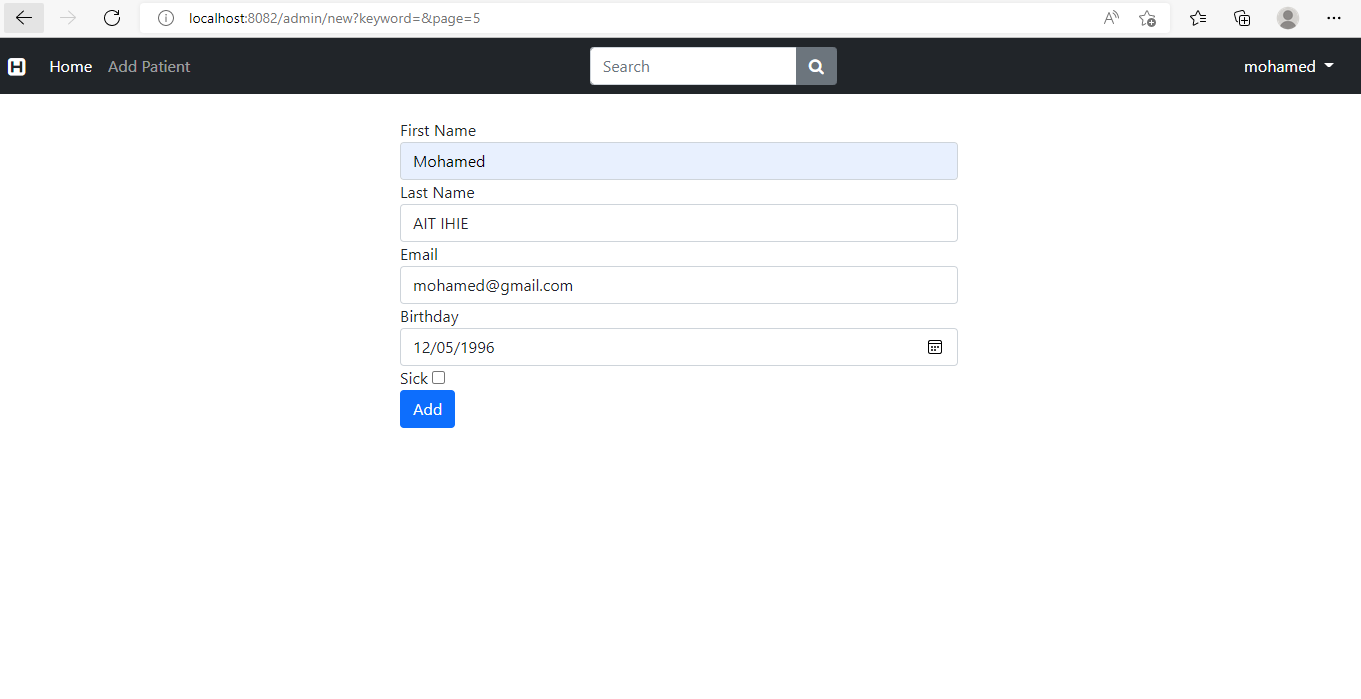 localhost:8082/admin/new?keyword=&page=5
H Home Add Patient Search mohamed
First Name
Mohamed
Last Name
AIT IHIE
Email
mohamed@gmail.com
Birthday
12/05/1996
Sick
Add